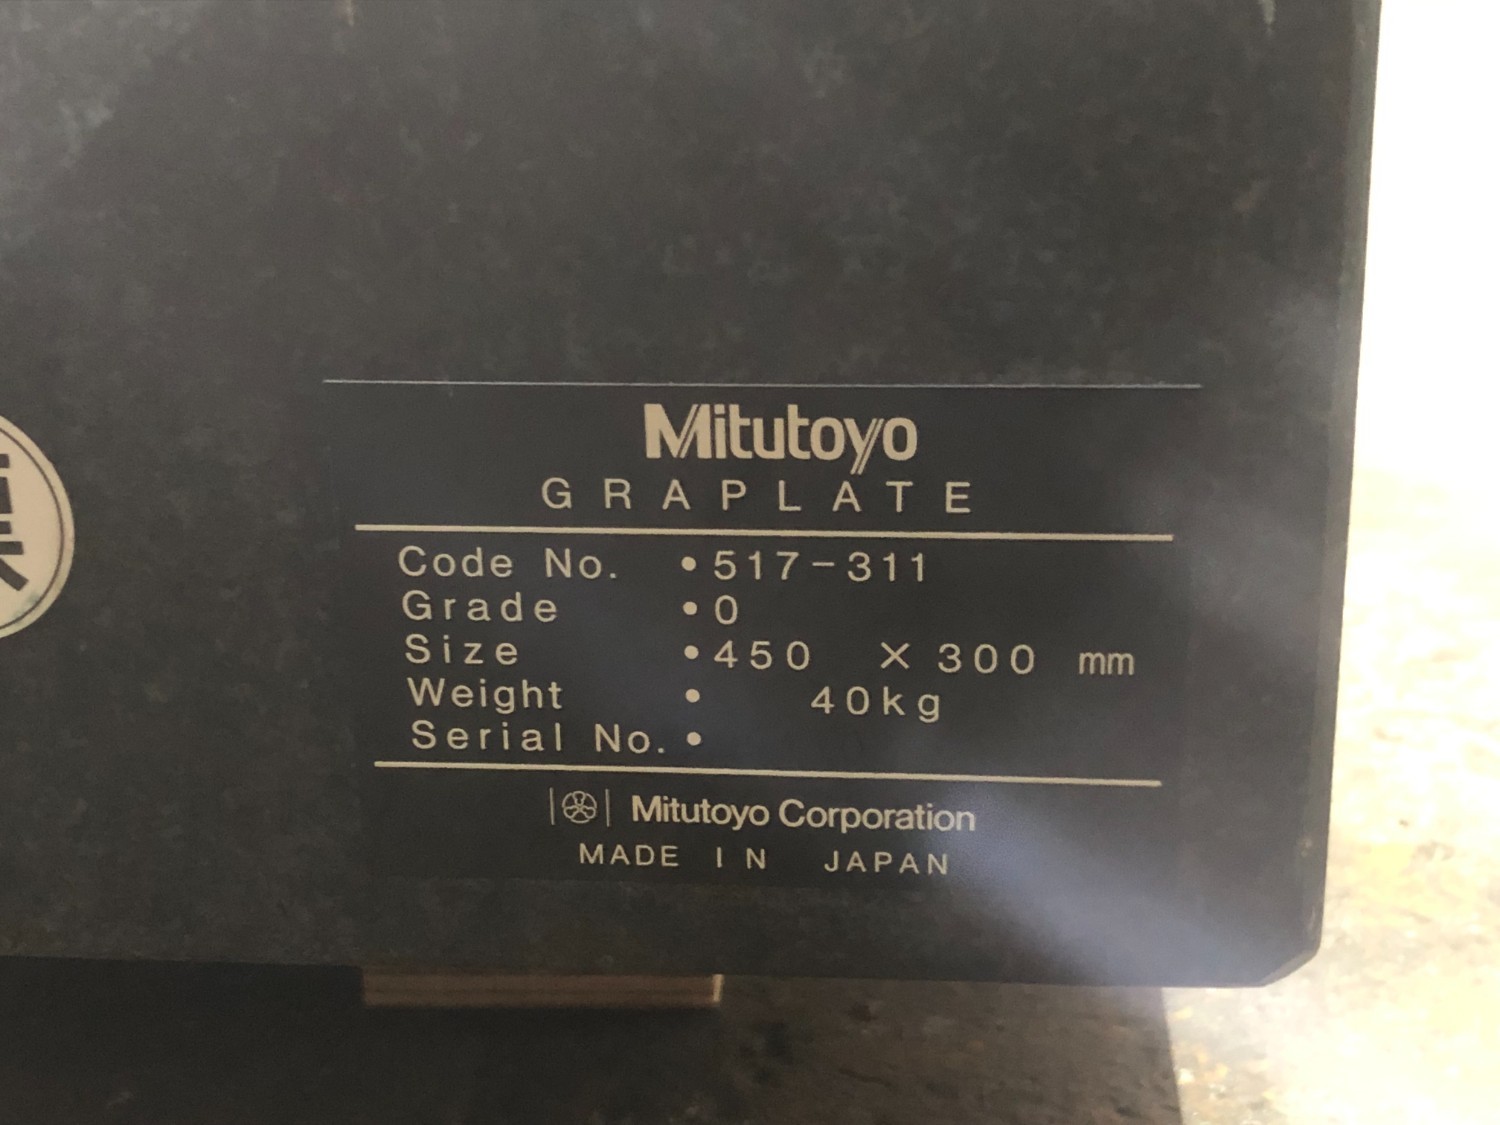 Mitutoyo
GRAPLATE
Code No. •517-311
Grade •0
Size •450 × 300 mm
Weight • 40kg
Serial No. •
Mitutoyo Corporation
MADE IN JAPAN